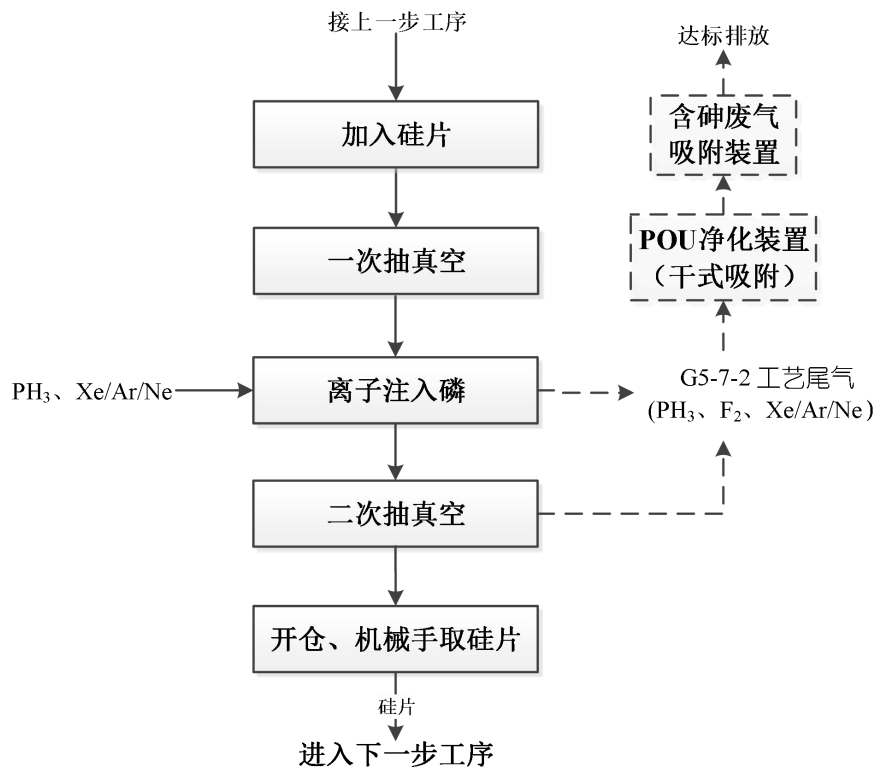 接上一步工序
达标排放
加入硅片
含砷废气
吸附装置
一次抽真空
POU净化装置
（干式吸附）
PH₃、Xe/Ar/Ne
离子注入磷
G5-7-2 工艺尾气
(PH₃、F₂、Xe/Ar/Ne）
二次抽真空
开仓、机械手取硅片
硅片
进入下一步工序